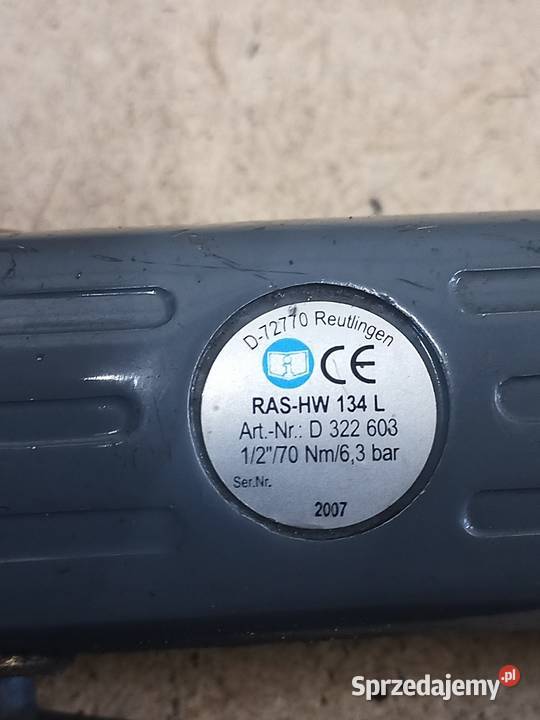 D-72770 Reutlingen
CE
RAS-HW 134 L
Art.-Nr.: D 322 603
1/2"/70 Nm/6,3 bar
Ser.Nr.
2007
Sprzedajemy.pl